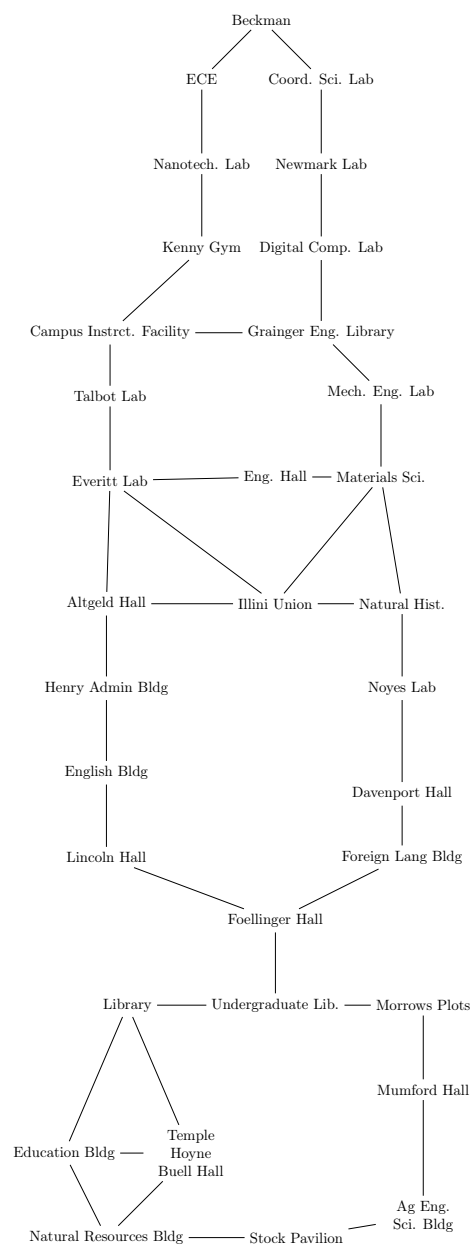 Beckman
ECE
Coord. Sci. Lab
Nanotech. Lab
Newmark Lab
Kenny Gym
Digital Comp. Lab
Campus Instrct. Facility
Grainger Eng. Library
Mech. Eng. Lab
Talbot Lab
Everitt Lab
Eng. Hall
Materials Sci.
Altgeld Hall
Illini Union
Natural Hist.
Henry Admin Bldg
Noyes Lab
English Bldg
Davenport Hall
Lincoln Hall
Foreign Lang Bldg
Foellinger Hall
Library
Undergraduate Lib.
Morrows Plots
Mumford Hall
Education Bldg
Temple
Hoyne
Buell Hall
Ag Eng.
Sci. Bldg
Natural Resources Bldg
Stock Pavilion